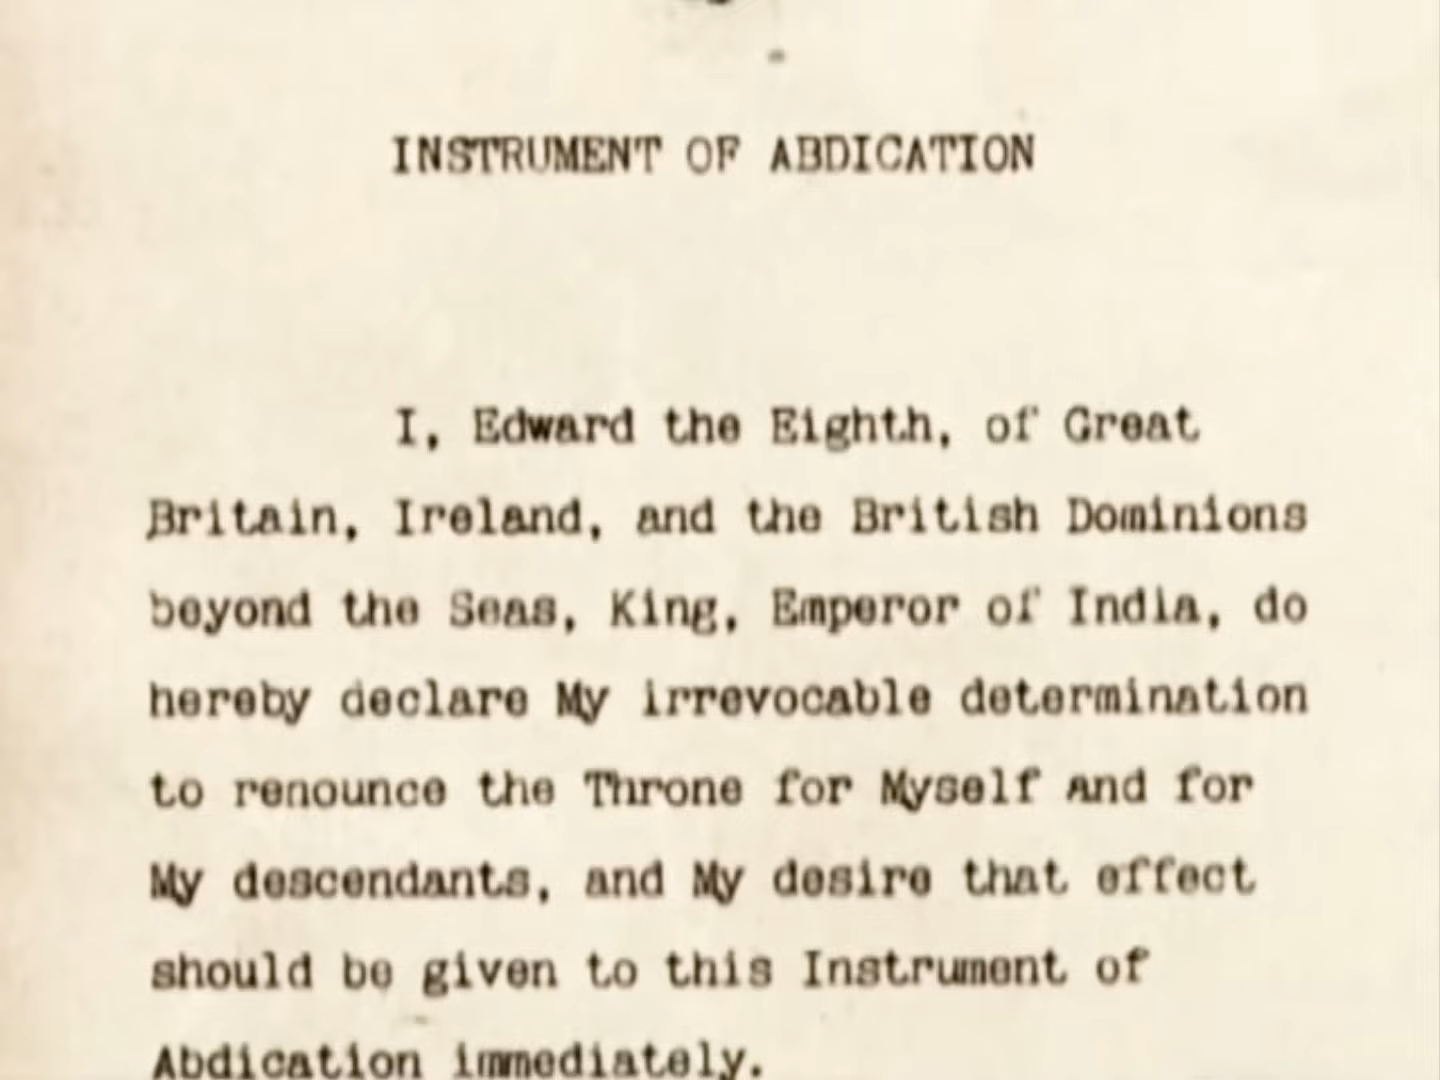 INSTRUMENT OF ABDICATION
I, Edward the Eighth, of Great
Britain, Ireland, and the British Dominions
beyond the Seas, King, Emperor of India, do
hereby declare My irrevocable determination
to renounce the Throne for Myself and for
My descendants, and My desire that effect
should be given to this Instrument of
Abdication immediately.